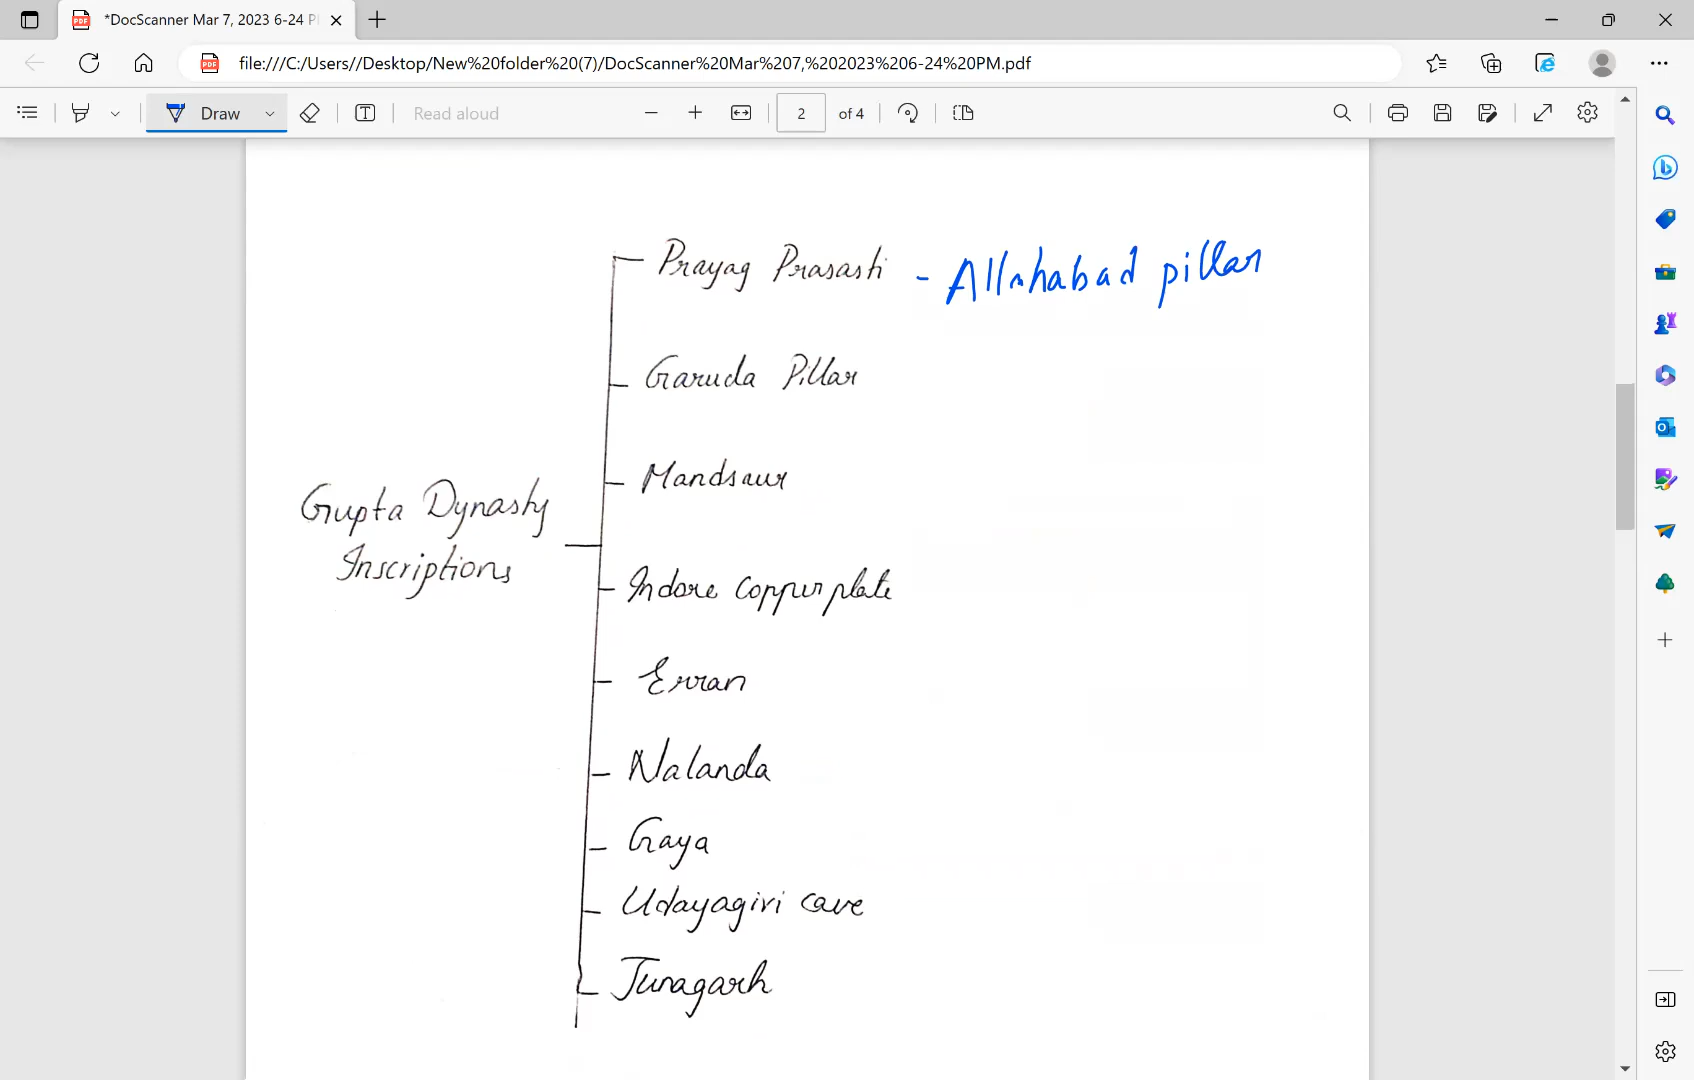 *DocScanner Mar 7, 2023 6-24 P
file:///C:/Users//Desktop/New%20folder%20(7)/DocScanner%20Mar%207,%202023%206-24%20PM.pdf
Draw
Read aloud
2 of 4
Prayag Prasasti - Allahabad pillar
Garuda Pillar
Mandsaur
Gupta Dynasty
Inscriptions
Indore copper plate
Erran
Nalanda
Gaya
Udayagiri cave
Junagarh